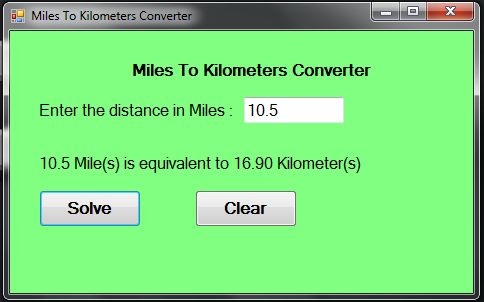 Miles To Kilometers Converter
Miles To Kilometers Converter
Enter the distance in Miles : 10.5
10.5 Mile(s) is equivalent to 16.90 Kilometer(s)
Solve Clear